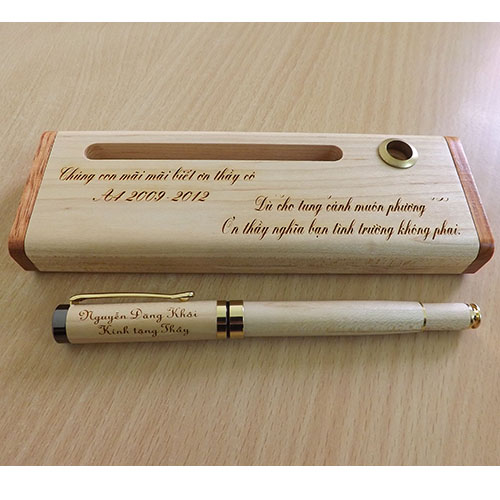 Chúng con mãi mãi biết ơn thầy cô
A1 2009-2012
Dù cho tung cánh muôn phương
Ơn thầy nghĩa bạn tình trường không phai.
Nguyễn Đăng Khôi
Kính tặng Thầy